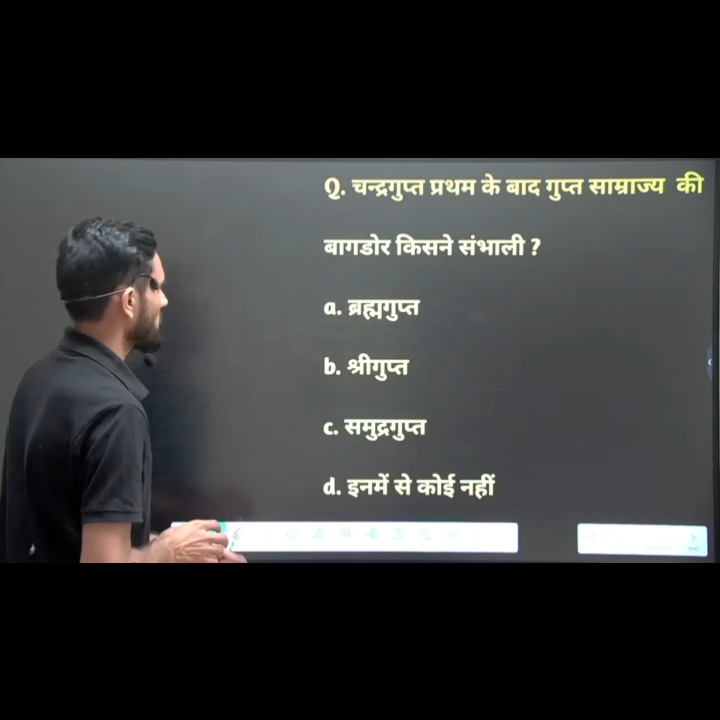 Q. चन्द्रगुप्त प्रथम के बाद गुप्त साम्राज्य की
बागडोर किसने संभाली ?
a. ब्रह्मगुप्त
b. श्रीगुप्त
c. समुद्रगुप्त
d. इनमें से कोई नहीं